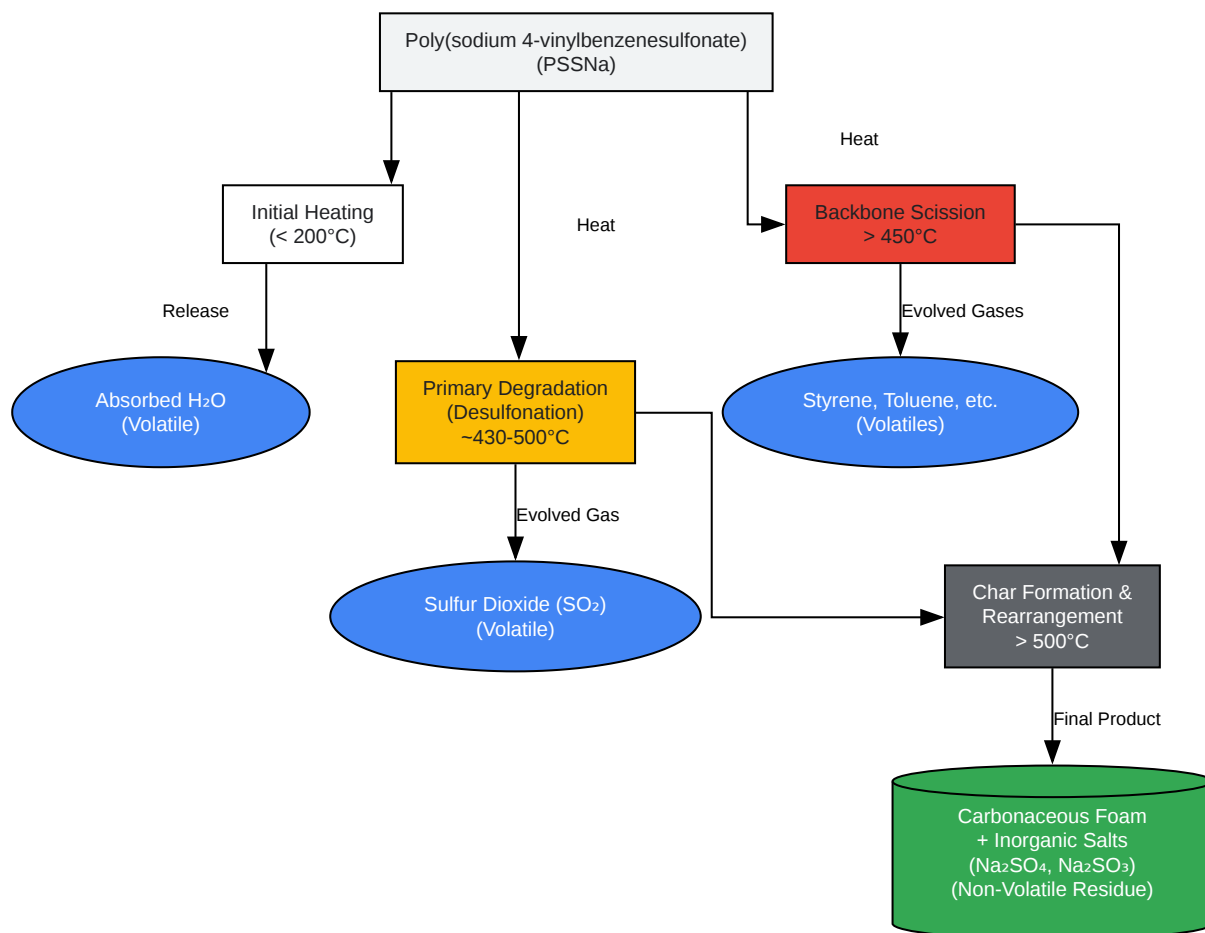 Poly(sodium 4-vinylbenzenesulfonate)
(PSSNa)
Heat
Initial Heating
(< 200°C)
Heat
Backbone Scission
> 450°C
Release
Evolved Gases
Absorbed H₂O
(Volatile)
Primary Degradation
(Desulfonation)
~430-500°C
Styrene, Toluene, etc.
(Volatiles)
Evolved Gas
Sulfur Dioxide (SO₂)
(Volatile)
Char Formation &
Rearrangement
> 500°C
Final Product
Carbonaceous Foam
+ Inorganic Salts
(Na₂SO₄, Na₂SO₃)
(Non-Volatile Residue)